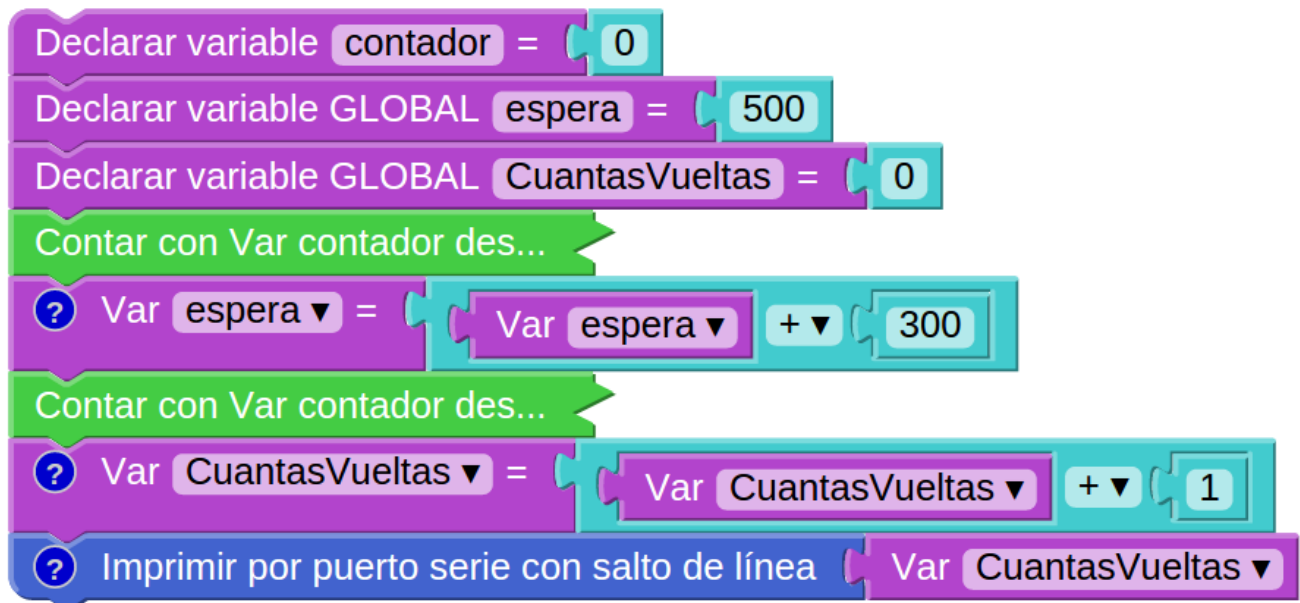 Declarar variable contador = 0
Declarar variable GLOBAL espera = 500
Declarar variable GLOBAL CuantasVueltas = 0
Contar con Var contador des...
? Var espera ▾ = Var espera ▾ + ▾ 300
Contar con Var contador des...
? Var CuantasVueltas ▾ = Var CuantasVueltas ▾ + ▾ 1
? Imprimir por puerto serie con salto de línea Var CuantasVueltas ▾